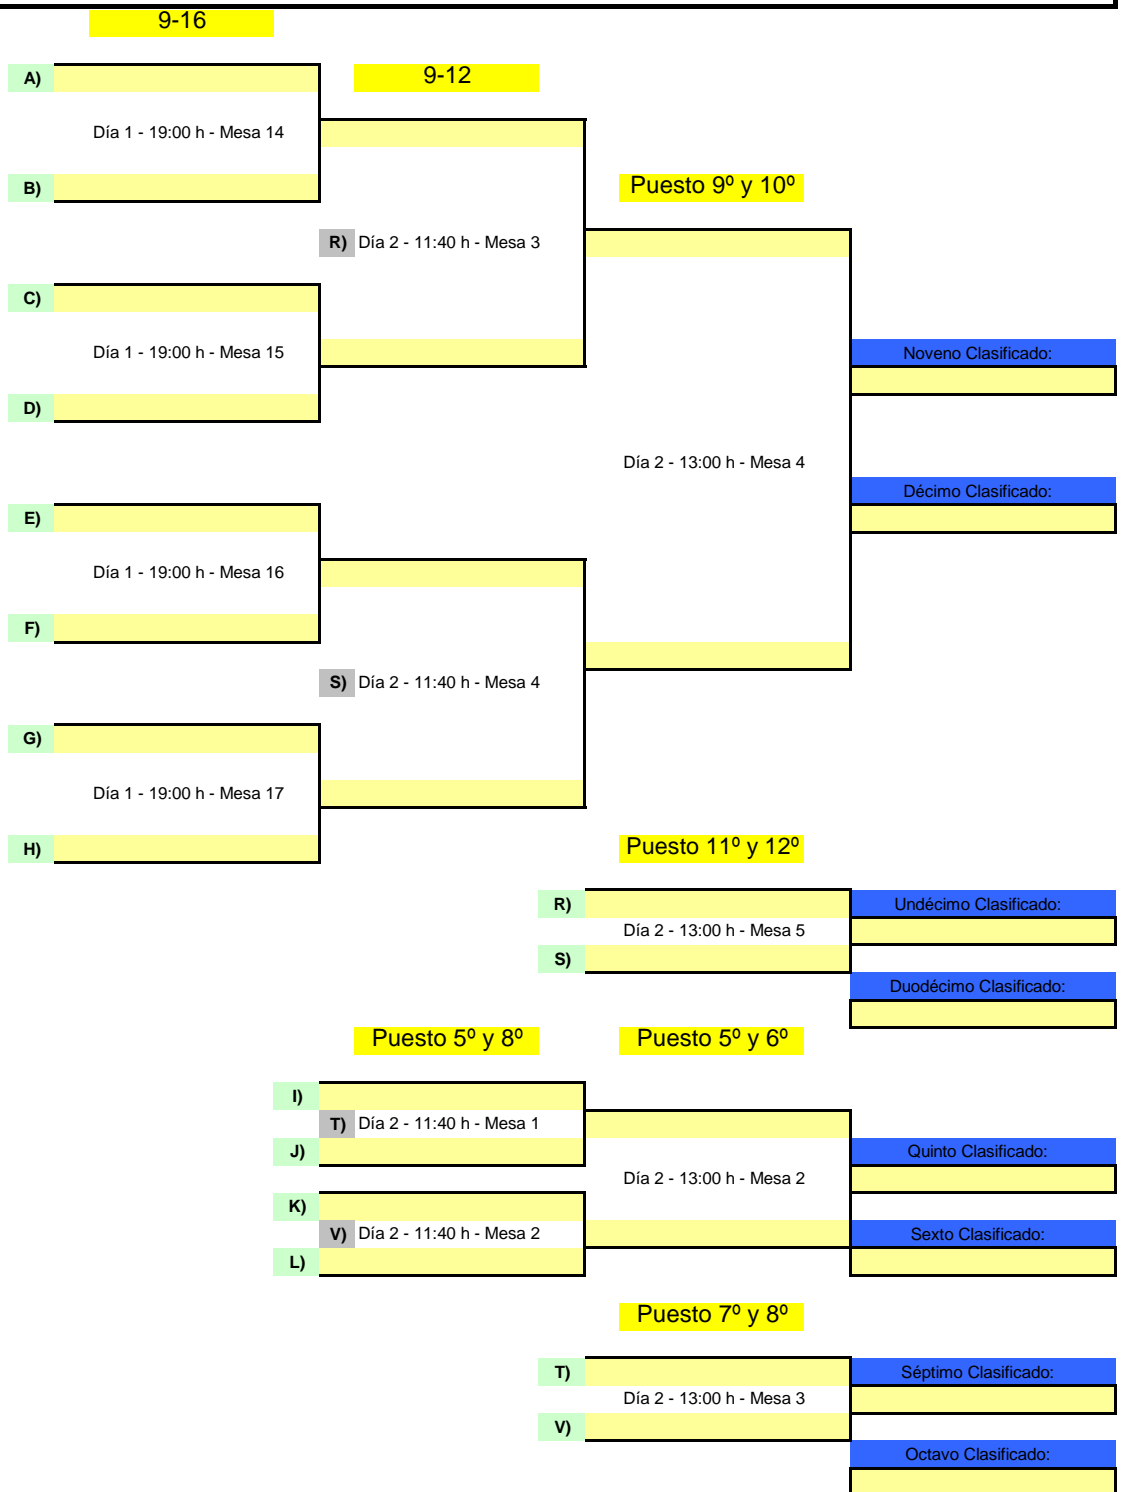 9-16
A)
9-12
Día 1 - 19:00 h - Mesa 14
B)
Puesto 9º y 10º
R) Día 2 - 11:40 h - Mesa 3
C)
Día 1 - 19:00 h - Mesa 15
Noveno Clasificado:
D)
Día 2 - 13:00 h - Mesa 4
Décimo Clasificado:
E)
Día 1 - 19:00 h - Mesa 16
F)
S) Día 2 - 11:40 h - Mesa 4
G)
Día 1 - 19:00 h - Mesa 17
H)
Puesto 11º y 12º
R)
Undécimo Clasificado:
Día 2 - 13:00 h - Mesa 5
S)
Duodécimo Clasificado:
Puesto 5º y 8º
Puesto 5º y 6º
I)
T) Día 2 - 11:40 h - Mesa 1
J)
Quinto Clasificado:
Día 2 - 13:00 h - Mesa 2
K)
V) Día 2 - 11:40 h - Mesa 2
Sexto Clasificado:
L)
Puesto 7º y 8º
T)
Séptimo Clasificado:
Día 2 - 13:00 h - Mesa 3
V)
Octavo Clasificado: